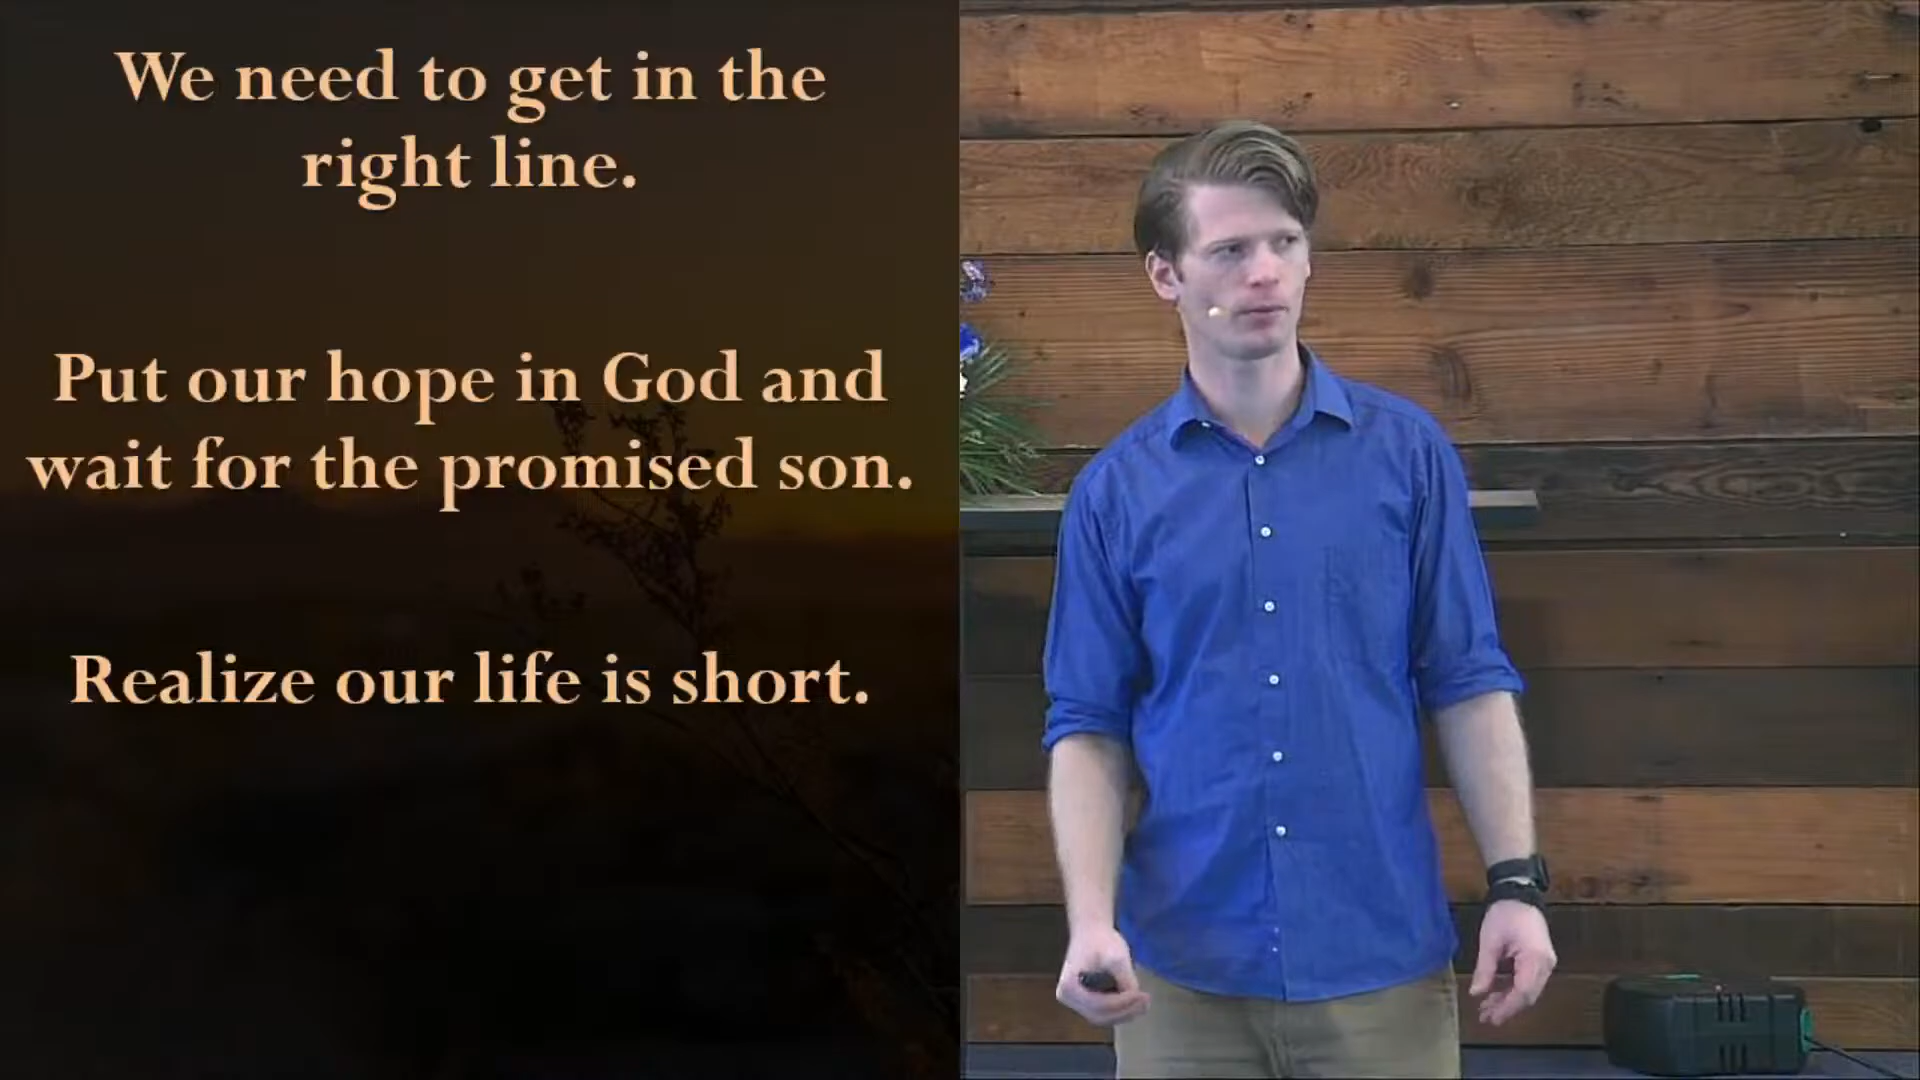 We need to get in the
right line.
Put our hope in God and
wait for the promised son.
Realize our life is short.